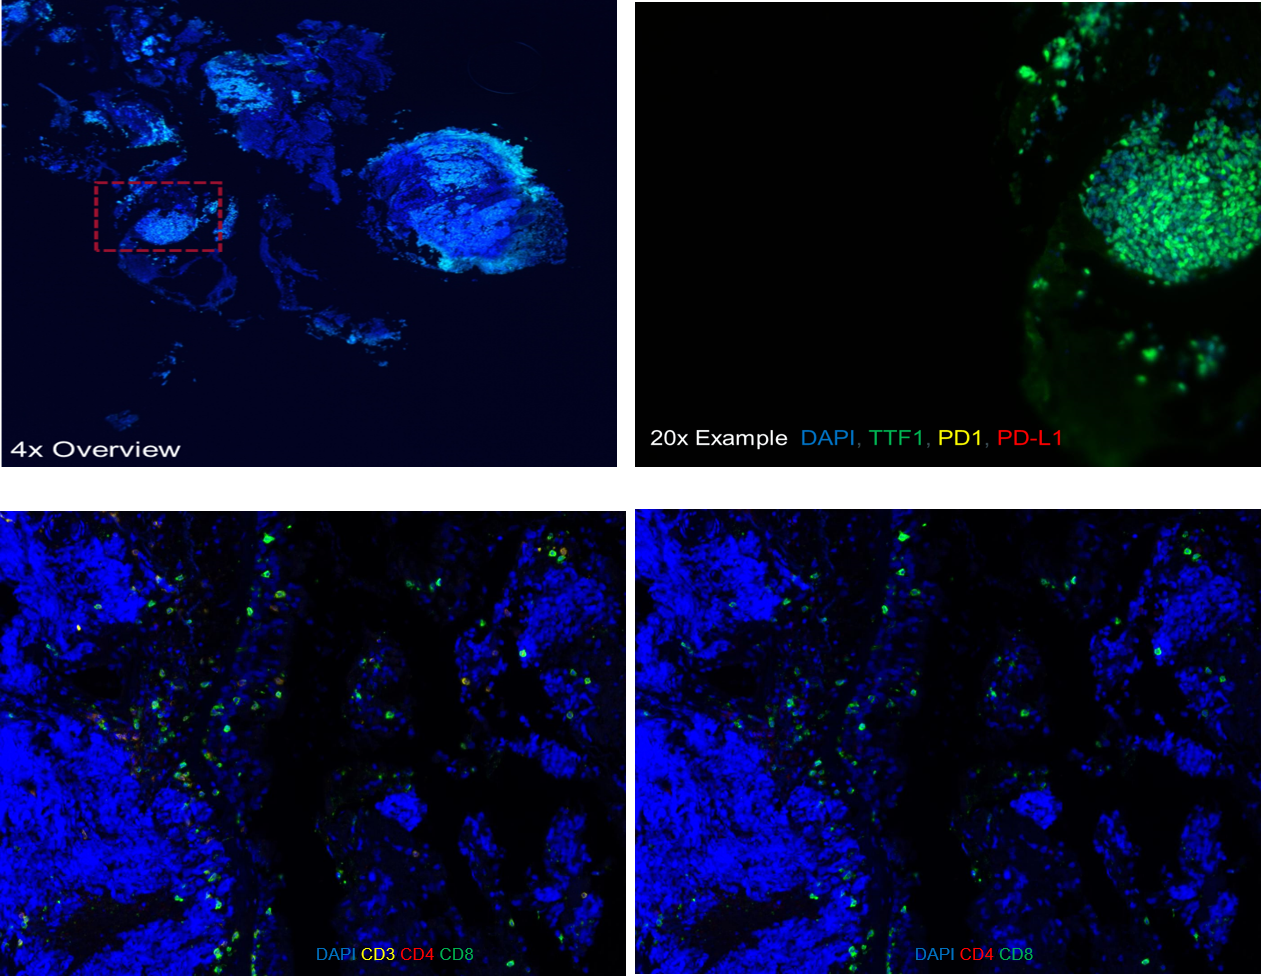 4x Overview
20x Example DAPI, TTF1, PD1, PD-L1
DAPI CD3 CD4 CD8
DAPI CD4 CD8